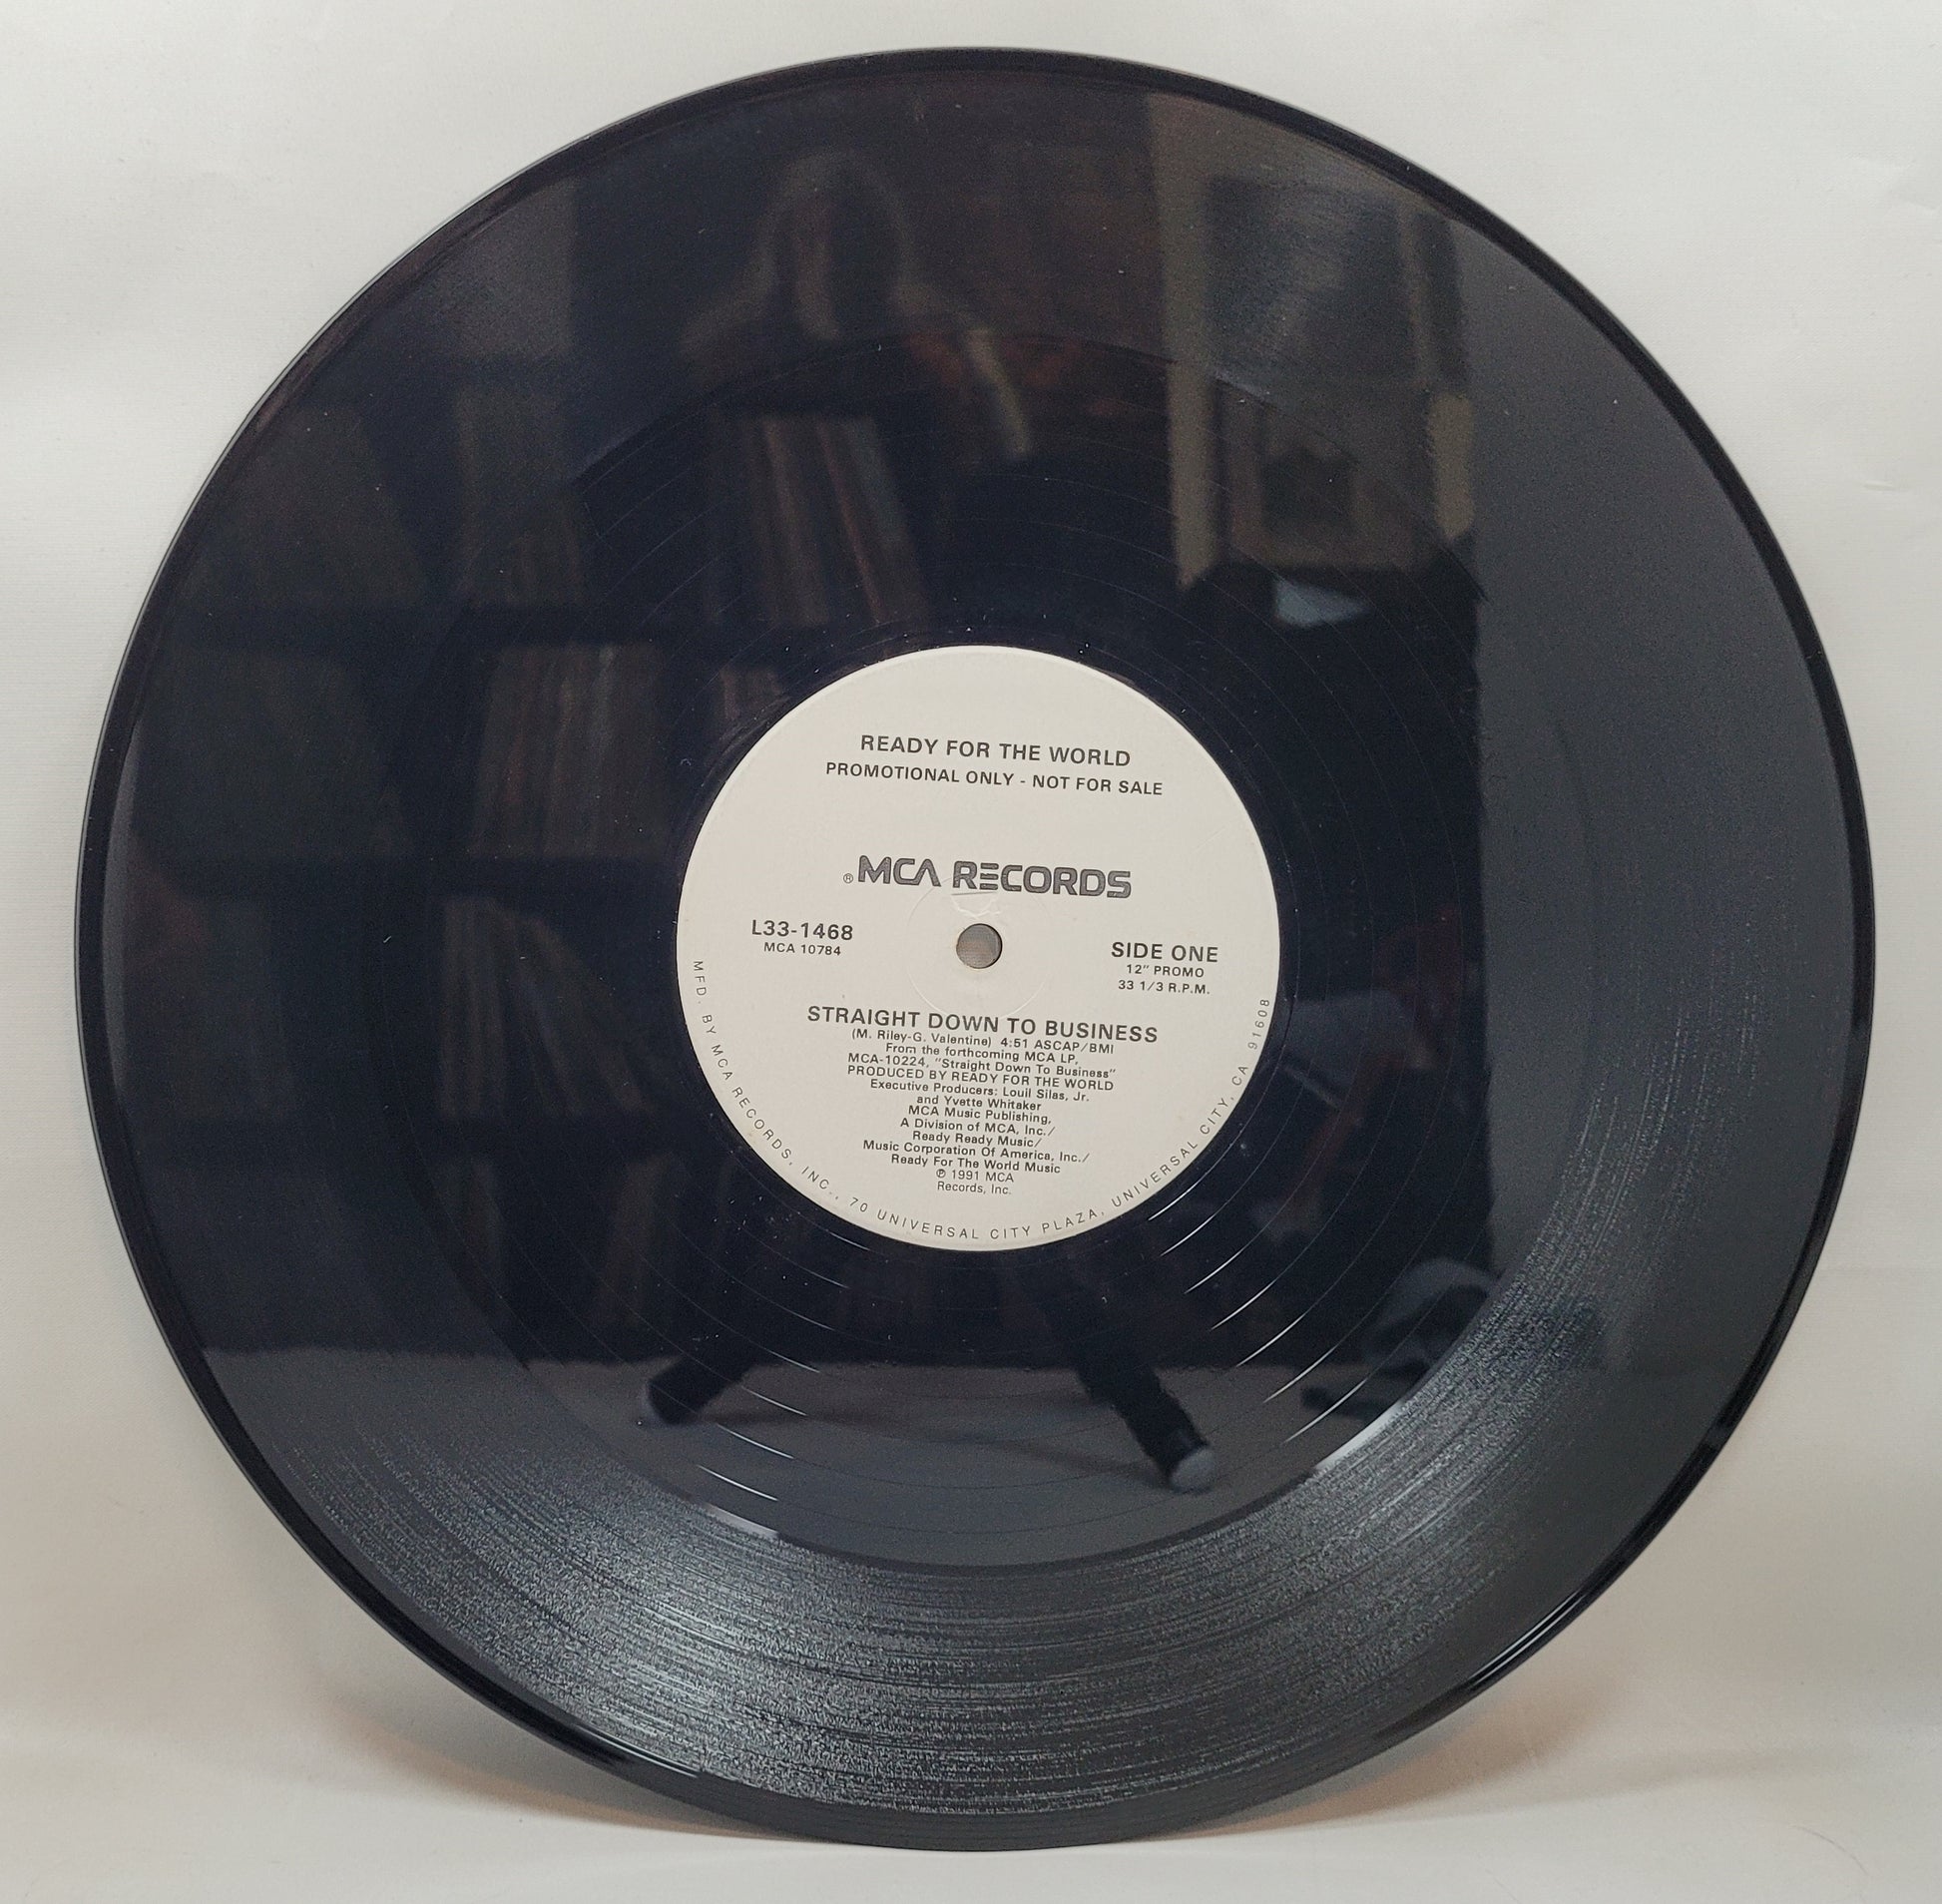 READY FOR THE WORLD
PROMOTIONAL ONLY - NOT FOR SALE
® MCA RECORDS
L33-1468
MCA 10784
SIDE ONE
12" PROMO
33 1/3 R.P.M.
STRAIGHT DOWN TO BUSINESS
(M. Riley-G. Valentine) 4:51 ASCAP/BMI
From the forthcoming MCA LP,
MCA-10224, "Straight Down To Business"
PRODUCED BY READY FOR THE WORLD
Executive Producers: Louil Silas, Jr.
and Yvette Whitaker
MCA Music Publishing,
A Division of MCA, Inc./
Ready Ready Music/
Music Corporation Of America, Inc./
Ready For The World Music
℗ 1991 MCA
Records, Inc.
MFD. BY MCA RECORDS, INC., 70 UNIVERSAL CITY PLAZA, UNIVERSAL CITY, CA 91608